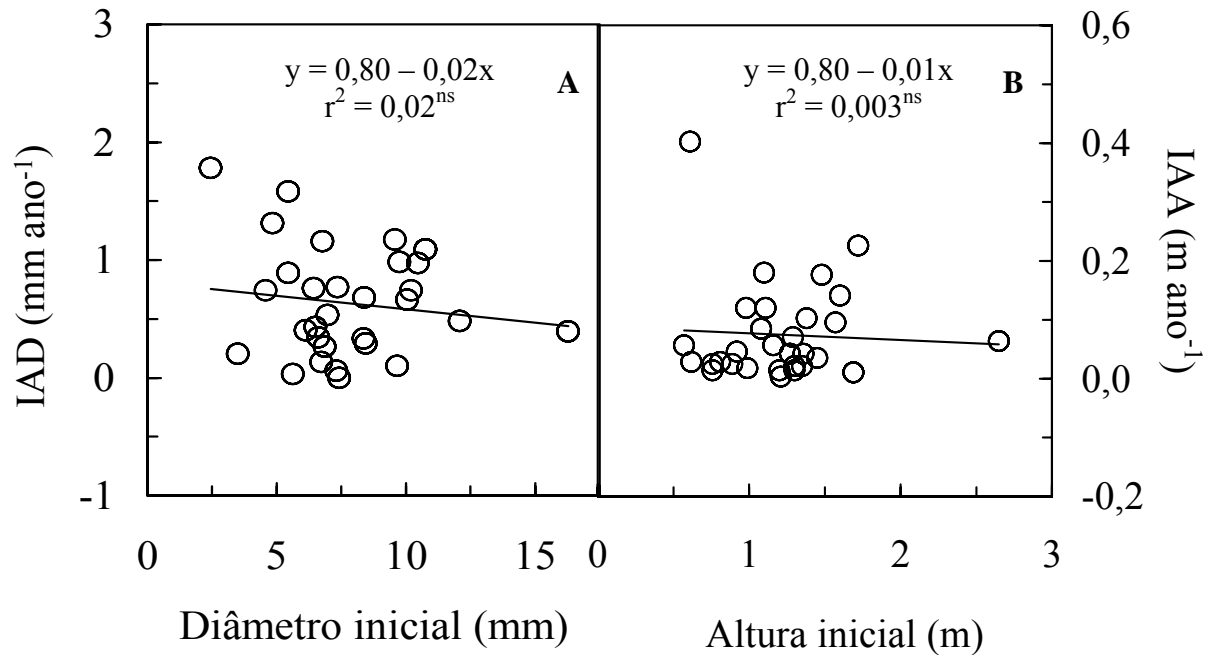 3
2
1
0
-1
IAD (mm ano⁻¹)
y = 0,80 – 0,02x
r² = 0,02ⁿˢ
A
0
5
10
15
Diâmetro inicial (mm)
y = 0,80 – 0,01x
r² = 0,003ⁿˢ
B
0
1
2
3
Altura inicial (m)
0,6
0,4
0,2
0,0
-0,2
IAA (m ano⁻¹)